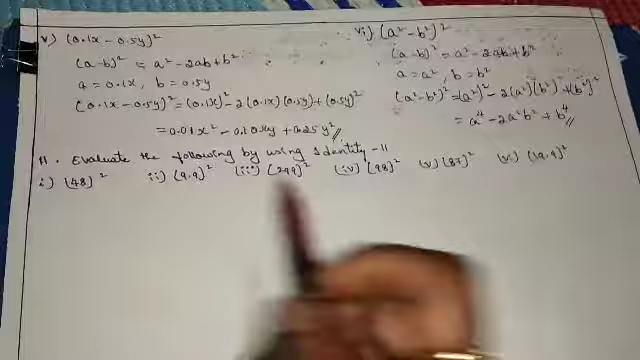 v) (0.1x - 0.5y)²
(a-b)² = a² - 2ab + b²
a = 0.1x, b = 0.5y
(0.1x - 0.5y)² = (0.1x)² - 2(0.1x)(0.5y) + (0.5y)²
= 0.01x² - 0.10xy + 0.25y²
vi) (a² - b²)²
(a-b)² = a² - 2ab + b²
a = a², b = b²
(a² - b²)² = (a²)² - 2(a²)(b²) + (b²)²
= a⁴ - 2a²b² + b⁴
II. Evaluate the following by using Identity - II
i) (48)² ii) (9.9)² iii) (299)² (iv) (98)² (v) (87)² (vi) (19.9)²